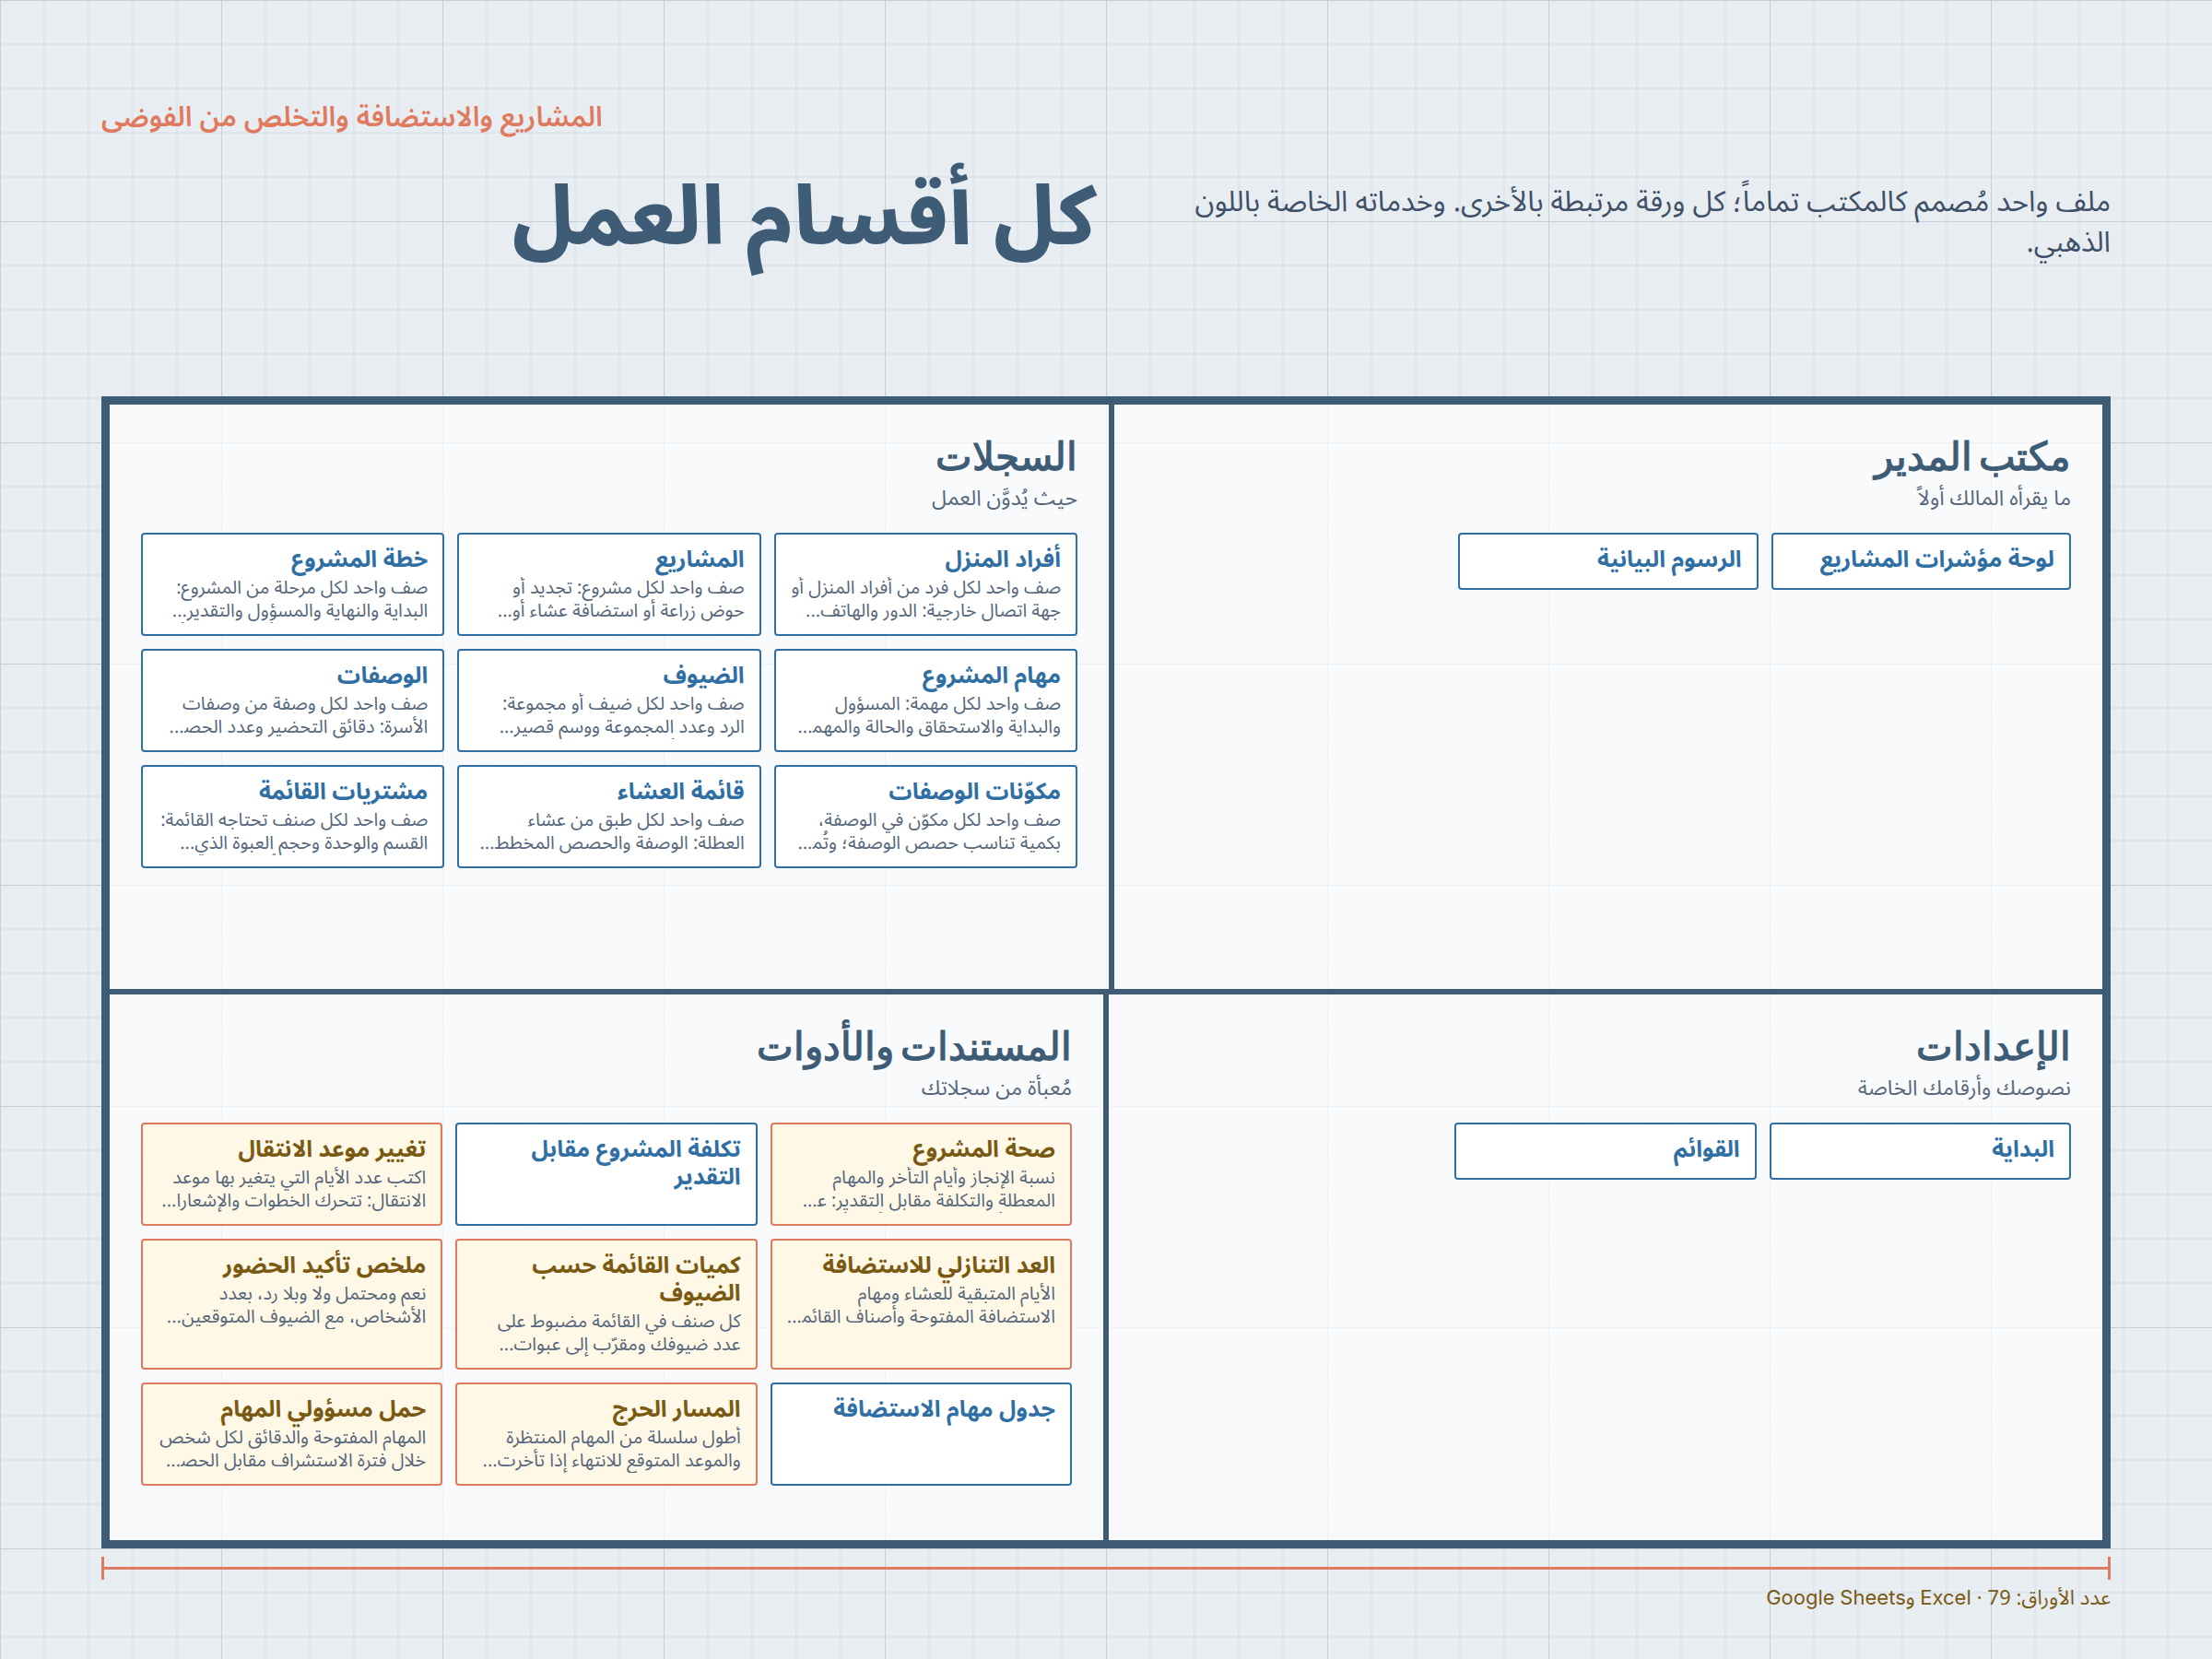 المشاريع والاستضافة والتخلص من الفوضى
كل أقسام العمل
ملف واحد مُصمم كالمكتب تماماً؛ كل ورقة مرتبطة بالأخرى. وخدماته الخاصة باللون
الذهبي.
مكتب المدير
ما يقرأه المالك أولاً
لوحة مؤشرات المشاريع
الرسوم البيانية
السجلات
حيث يُدوَّن العمل
أفراد المنزل
صف واحد لكل فرد من أفراد المنزل أو
جهة اتصال خارجية: الدور والهاتف...
المشاريع
صف واحد لكل مشروع: تجديد أو
حوض زراعة أو استضافة عشاء أو...
خطة المشروع
صف واحد لكل مرحلة من المشروع:
البداية والنهاية والمسؤول والتقدير...
مهام المشروع
صف واحد لكل مهمة: المسؤول
والبداية والاستحقاق والحالة والمهمـ...
الضيوف
صف واحد لكل ضيف أو مجموعة:
الرد وعدد المجموعة ووسم قصير...
الوصفات
صف واحد لكل وصفة من وصفات
الأسرة: دقائق التحضير وعدد الحصـ...
مكوّنات الوصفات
صف واحد لكل مكوّن في الوصفة،
بكمية تناسب حصص الوصفة؛ وتُمـ...
قائمة العشاء
صف واحد لكل طبق من عشاء
العطلة: الوصفة والحصص المخططـ...
مشتريات القائمة
صف واحد لكل صنف تحتاجه القائمة:
القسم والوحدة وحجم العبوة الذي...
الإعدادات
نصوصك وأرقامك الخاصة
البداية
القوائم
المستندات والأدوات
مُعبأة من سجلاتك
صحة المشروع
نسبة الإنجاز وأيام التأخر والمهام
المعطلة والتكلفة مقابل التقدير: عـ...
تكلفة المشروع مقابل
التقدير
تغيير موعد الانتقال
اكتب عدد الأيام التي يتغير بها موعد
الانتقال: تتحرك الخطوات والإشعارا...
العد التنازلي للاستضافة
الأيام المتبقية للعشاء ومهام
الاستضافة المفتوحة وأصناف القائمـ...
كميات القائمة حسب
الضيوف
كل صنف في القائمة مضبوط على
عدد ضيوفك ومقرّب إلى عبوات...
ملخص تأكيد الحضور
نعم ومحتمل ولا وبلا رد، بعدد
الأشخاص، مع الضيوف المتوقعين...
جدول مهام الاستضافة
المسار الحرج
أطول سلسلة من المهام المنتظرة
والموعد المتوقع للانتهاء إذا تأخرت...
حمل مسؤولي المهام
المهام المفتوحة والدقائق لكل شخص
خلال فترة الاستشراف مقابل الحصـ...
عدد الأوراق: 79 · Excel وGoogle Sheets